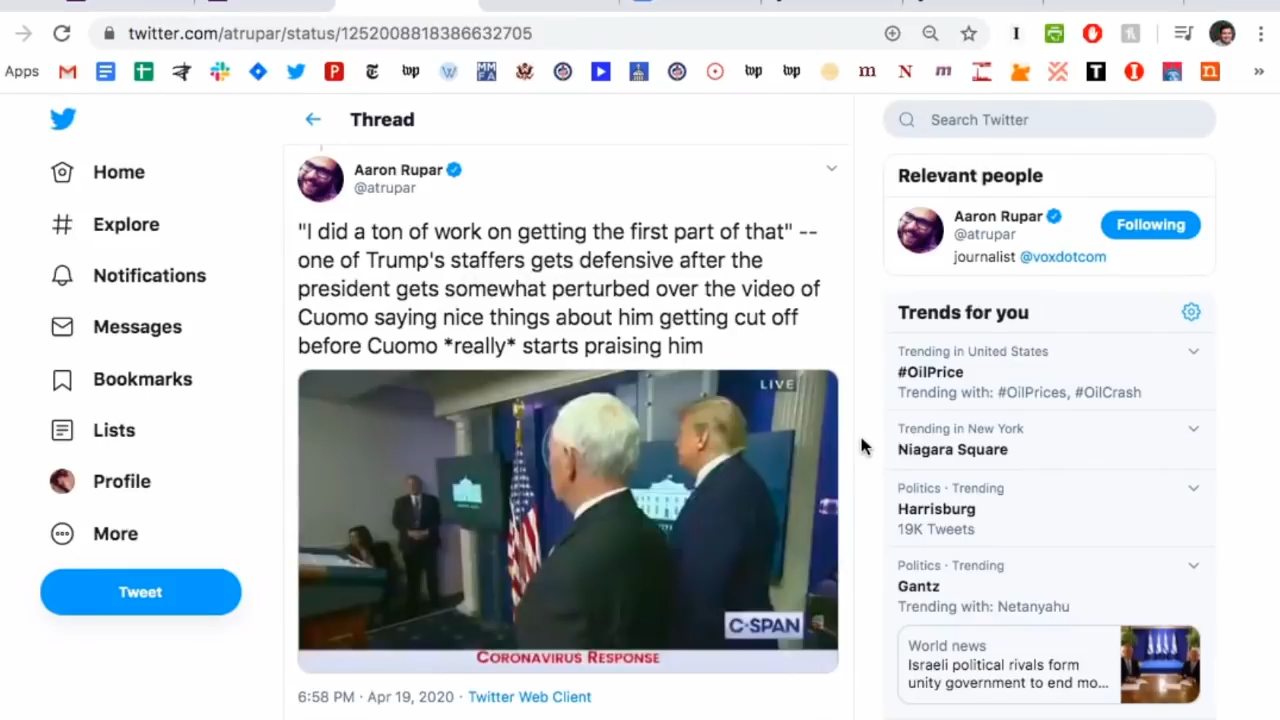 twitter.com/atrupar/status/1252008818386632705
Apps
Home
Explore
Notifications
Messages
Bookmarks
Lists
Profile
More
Tweet
Thread
Aaron Rupar
@atrupar
"I did a ton of work on getting the first part of that" --
one of Trump's staffers gets defensive after the
president gets somewhat perturbed over the video of
Cuomo saying nice things about him getting cut off
before Cuomo *really* starts praising him
LIVE
C-SPAN
CORONAVIRUS RESPONSE
6:58 PM · Apr 19, 2020 · Twitter Web Client
Search Twitter
Relevant people
Aaron Rupar
@atrupar
Following
journalist @voxdotcom
Trends for you
Trending in United States
#OilPrice
Trending with: #OilPrices, #OilCrash
Trending in New York
Niagara Square
Politics · Trending
Harrisburg
19K Tweets
Politics · Trending
Gantz
Trending with: Netanyahu
World news
Israeli political rivals form
unity government to end mo...